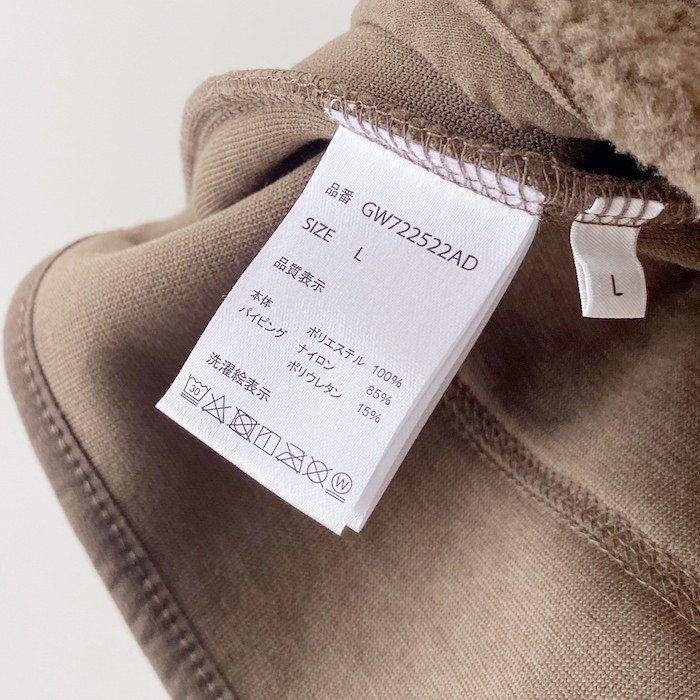 品番 GW722522AD
SIZE L
品質表示
本体 ポリエステル 100%
パイピング ナイロン 85%
ポリウレタン 15%
洗濯絵表示
30
W
L